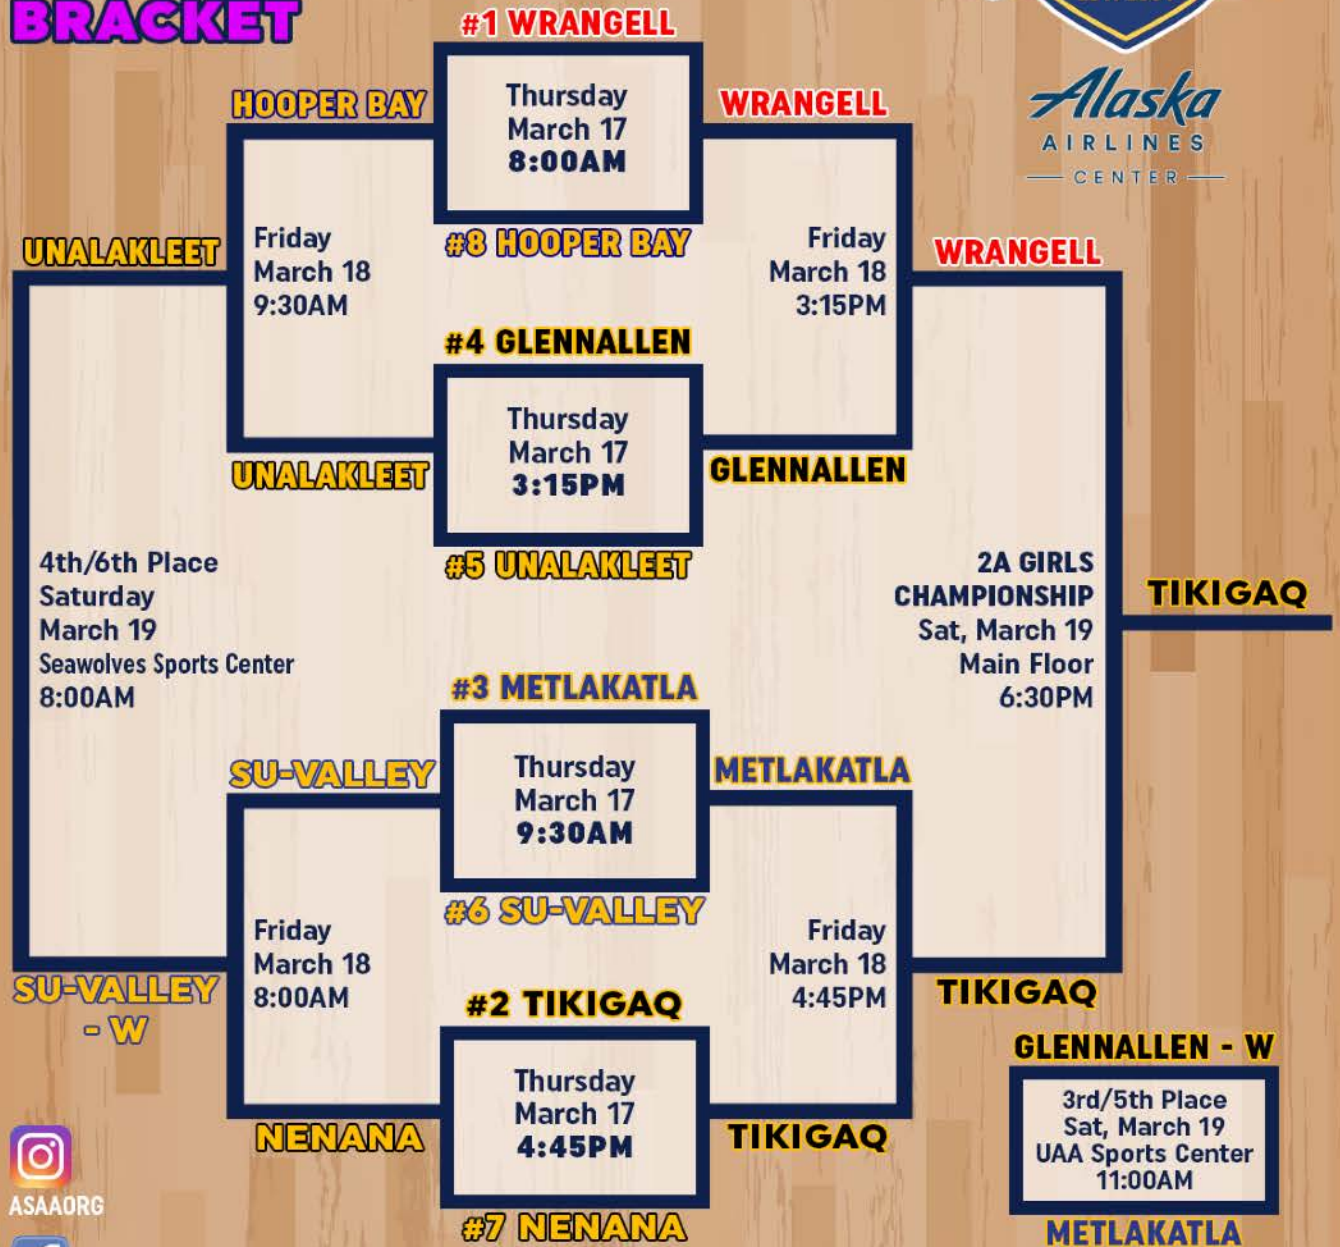 BRACKET
#1 WRANGELL
Thursday
March 17
8:00AM
#8 HOOPER BAY
HOOPER BAY
WRANGELL
Alaska
AIRLINES
CENTER
UNALAKLEET
Friday
March 18
9:30AM
Friday
March 18
3:15PM
WRANGELL
#4 GLENNALLEN
Thursday
March 17
3:15PM
#5 UNALAKLEET
UNALAKLEET
GLENNALLEN
4th/6th Place
Saturday
March 19
Seawolves Sports Center
8:00AM
2A GIRLS
CHAMPIONSHIP
Sat, March 19
Main Floor
6:30PM
TIKIGAQ
#3 METLAKATLA
Thursday
March 17
9:30AM
#6 SU-VALLEY
SU-VALLEY
METLAKATLA
Friday
March 18
8:00AM
Friday
March 18
4:45PM
SU-VALLEY
- W
TIKIGAQ
#2 TIKIGAQ
Thursday
March 17
4:45PM
#7 NENANA
NENANA
TIKIGAQ
GLENNALLEN - W
3rd/5th Place
Sat, March 19
UAA Sports Center
11:00AM
METLAKATLA
ASAAORG